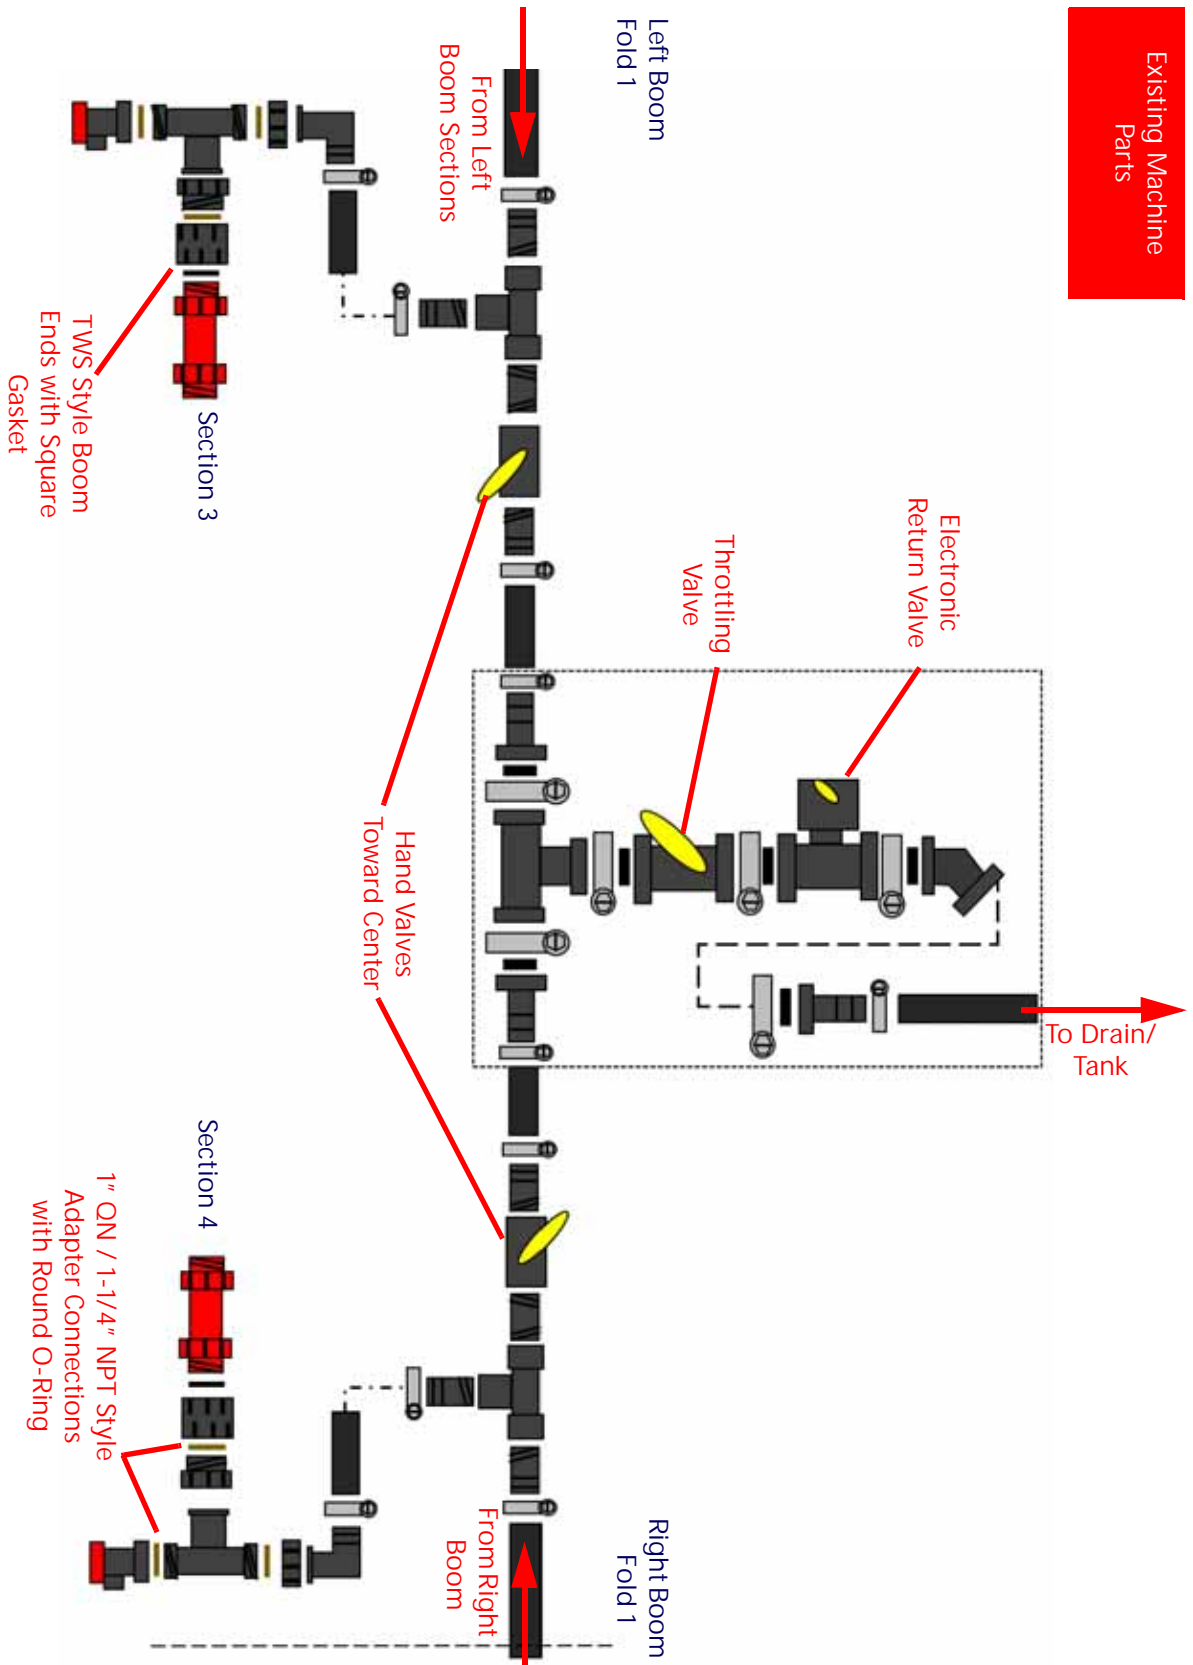 Existing Machine
Parts
Left Boom
Fold 1
Right Boom
Fold 1
From Left
Boom Sections
From Right
Boom
Electronic
Return Valve
Throttling
Valve
To Drain/
Tank
Hand Valves
Toward Center
Section 3
Section 4
TWS Style Boom
Ends with Square
Gasket
1" QN / 1-1/4" NPT Style
Adapter Connections
with Round O-Ring